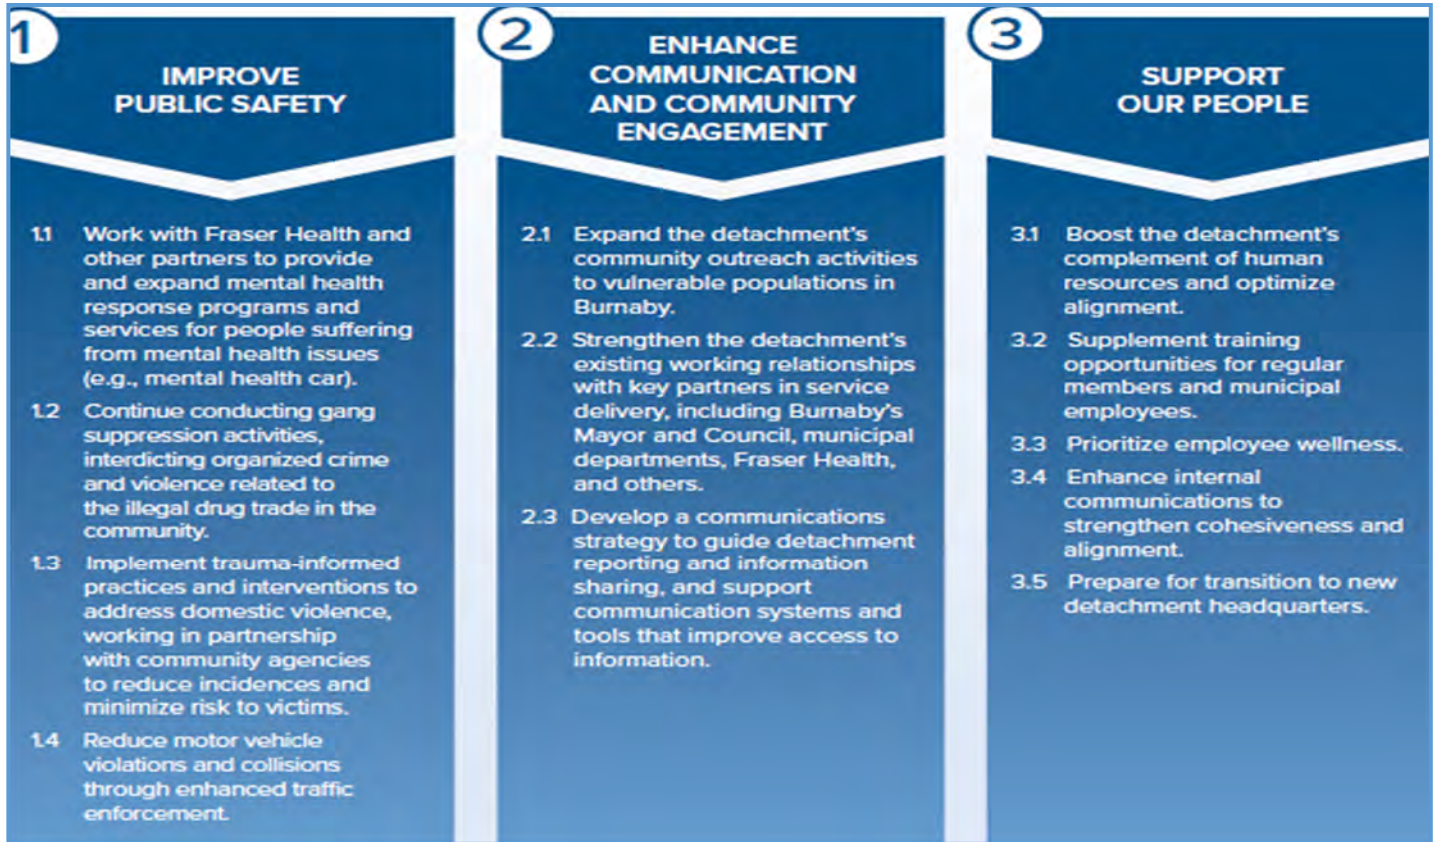 1
IMPROVE
PUBLIC SAFETY
1.1 Work with Fraser Health and
other partners to provide
and expand mental health
response programs and
services for people suffering
from mental health issues
(e.g., mental health car).
1.2 Continue conducting gang
suppression activities,
interdicting organized crime
and violence related to
the illegal drug trade in the
community.
1.3 Implement trauma-informed
practices and interventions to
address domestic violence,
working in partnership
with community agencies
to reduce incidences and
minimize risk to victims.
1.4 Reduce motor vehicle
violations and collisions
through enhanced traffic
enforcement.
2
ENHANCE
COMMUNICATION
AND COMMUNITY
ENGAGEMENT
2.1 Expand the detachment's
community outreach activities
to vulnerable populations in
Burnaby.
2.2 Strengthen the detachment's
existing working relationships
with key partners in service
delivery, including Burnaby's
Mayor and Council, municipal
departments, Fraser Health,
and others.
2.3 Develop a communications
strategy to guide detachment
reporting and information
sharing, and support
communication systems and
tools that improve access to
information.
3
SUPPORT
OUR PEOPLE
3.1 Boost the detachment's
complement of human
resources and optimize
alignment.
3.2 Supplement training
opportunities for regular
members and municipal
employees.
3.3 Prioritize employee wellness.
3.4 Enhance internal
communications to
strengthen cohesiveness and
alignment.
3.5 Prepare for transition to new
detachment headquarters.